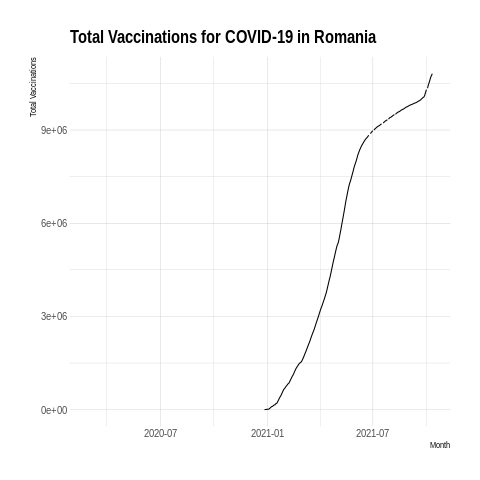 Total Vaccinations for COVID-19 in Romania
Total Vaccinations
9e+06
6e+06
3e+06
0e+00
2020-07 2021-01 2021-07
Month